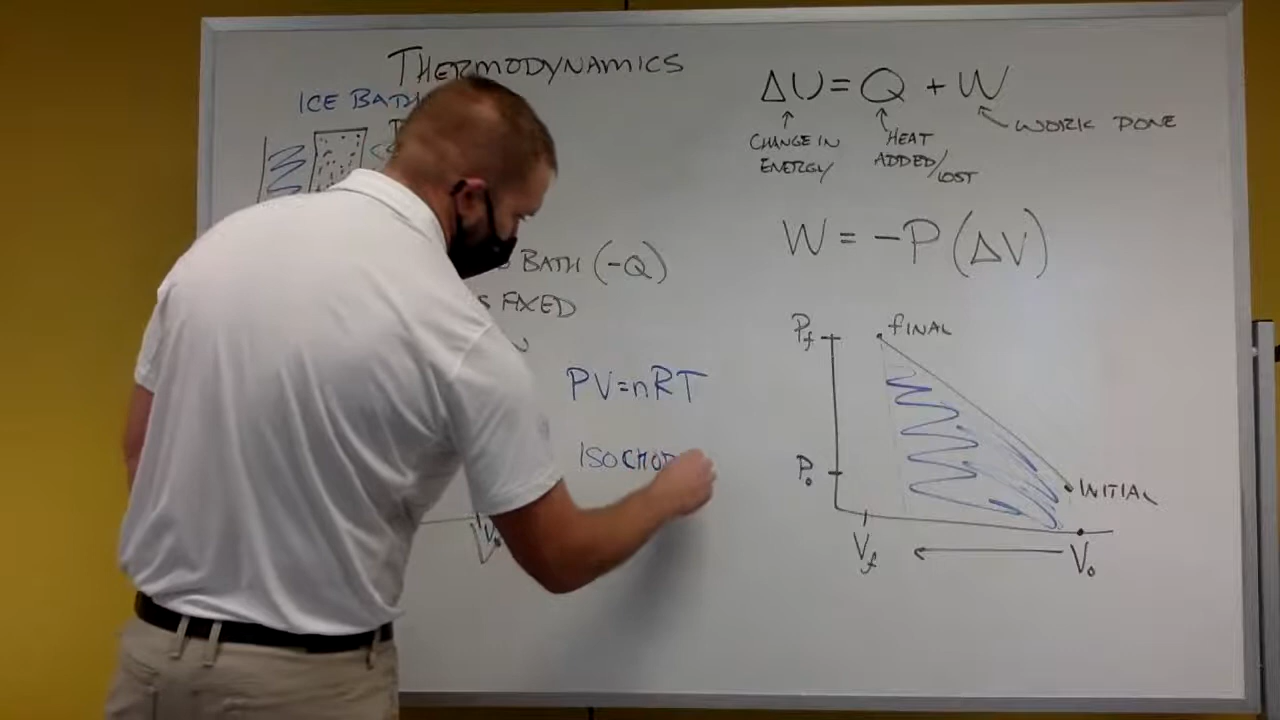 THERMODYNAMICS
ICE BATH
BATH (-Q)
FIXED
PV=nRT
ISOCHOR
ΔU = Q + W
CHANGE IN
ENERGY
HEAT
ADDED/
LOST
WORK DONE
W = -P(ΔV)
Pf
FINAL
P₀
INITIAL
Vf
V₀